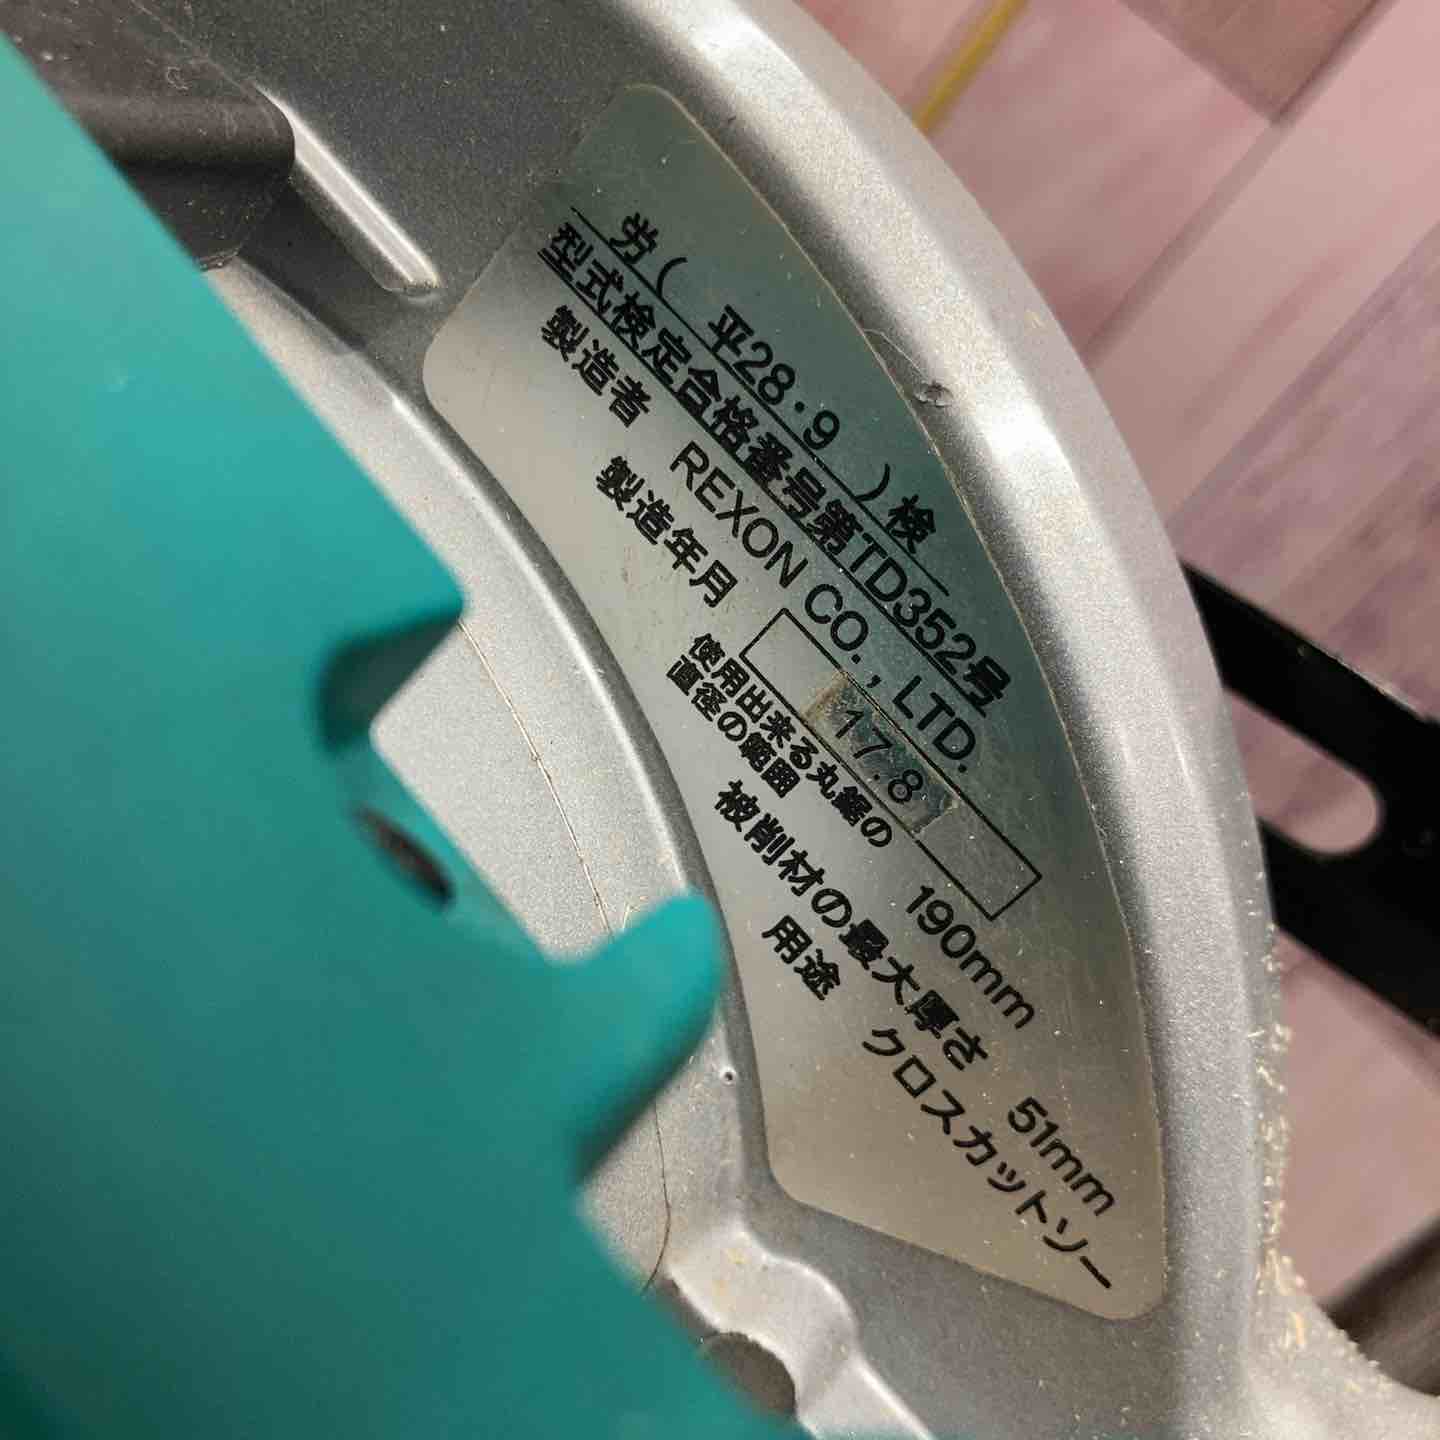 労( 平28・9 )検
型式検定合格番号第TD352号
製造者 REXON CO., LTD.
製造年月 17.8
使用出来る丸鋸の
直径の範囲 190mm
被削材の最大厚さ 51mm
用途 クロスカットソー